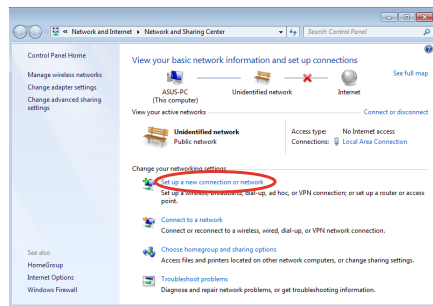 « Network and Internet ▸ Network and Sharing Center
Search Control Panel
Control Panel Home
Manage wireless networks
Change adapter settings
Change advanced sharing
settings
See also
HomeGroup
Internet Options
Windows Firewall
View your basic network information and set up connections
See full map
ASUS-PC
(This computer)
Unidentified network
Internet
View your active networks
Connect or disconnect
Unidentified network
Public network
Access type: No Internet access
Connections: Local Area Connection
Change your networking settings
Set up a new connection or network
Set up a wireless, broadband, dial-up, ad hoc, or VPN connection; or set up a router or access
point.
Connect to a network
Connect or reconnect to a wireless, wired, dial-up, or VPN network connection.
Choose homegroup and sharing options
Access files and printers located on other network computers, or change sharing settings.
Troubleshoot problems
Diagnose and repair network problems, or get troubleshooting information.